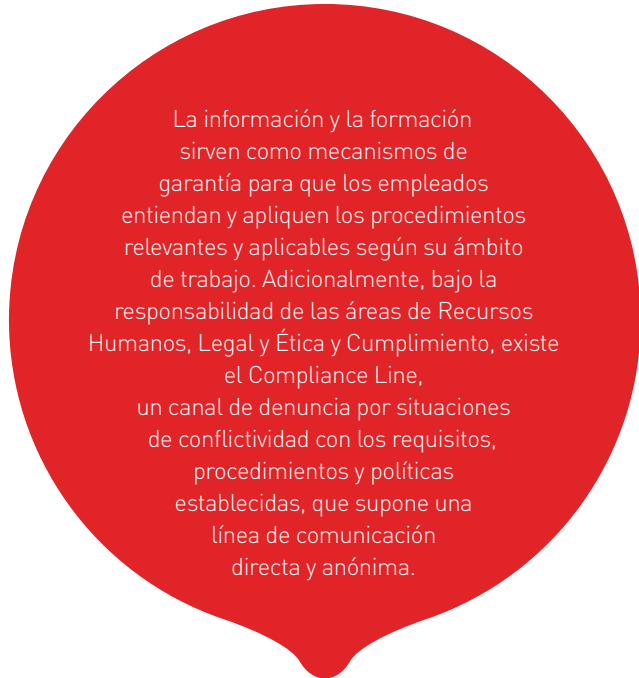 La información y la formación
sirven como mecanismos de
garantía para que los empleados
entiendan y apliquen los procedimientos
relevantes y aplicables según su ámbito
de trabajo. Adicionalmente, bajo la
responsabilidad de las áreas de Recursos
Humanos, Legal y Ética y Cumplimiento, existe
el Compliance Line,
un canal de denuncia por situaciones
de conflictividad con los requisitos,
procedimientos y políticas
establecidas, que supone una
línea de comunicación
directa y anónima.